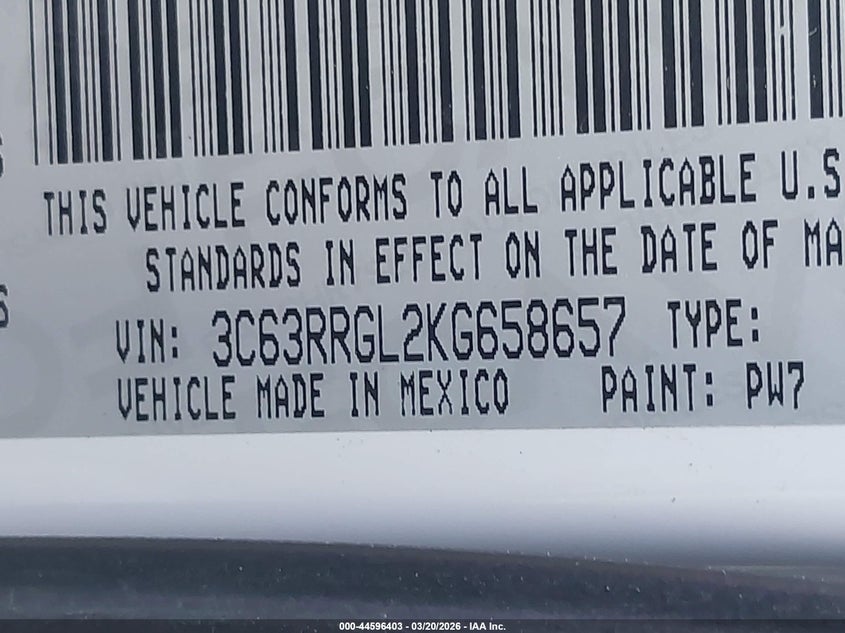 THIS VEHICLE CONFORMS TO ALL APPLICABLE U.S
STANDARDS IN EFFECT ON THE DATE OF MA
VIN: 3C63RRGL2KG658657 TYPE:
VEHICLE MADE IN MEXICO PAINT: PW7
000-44596403 - 03/20/2026 - IAA Inc.